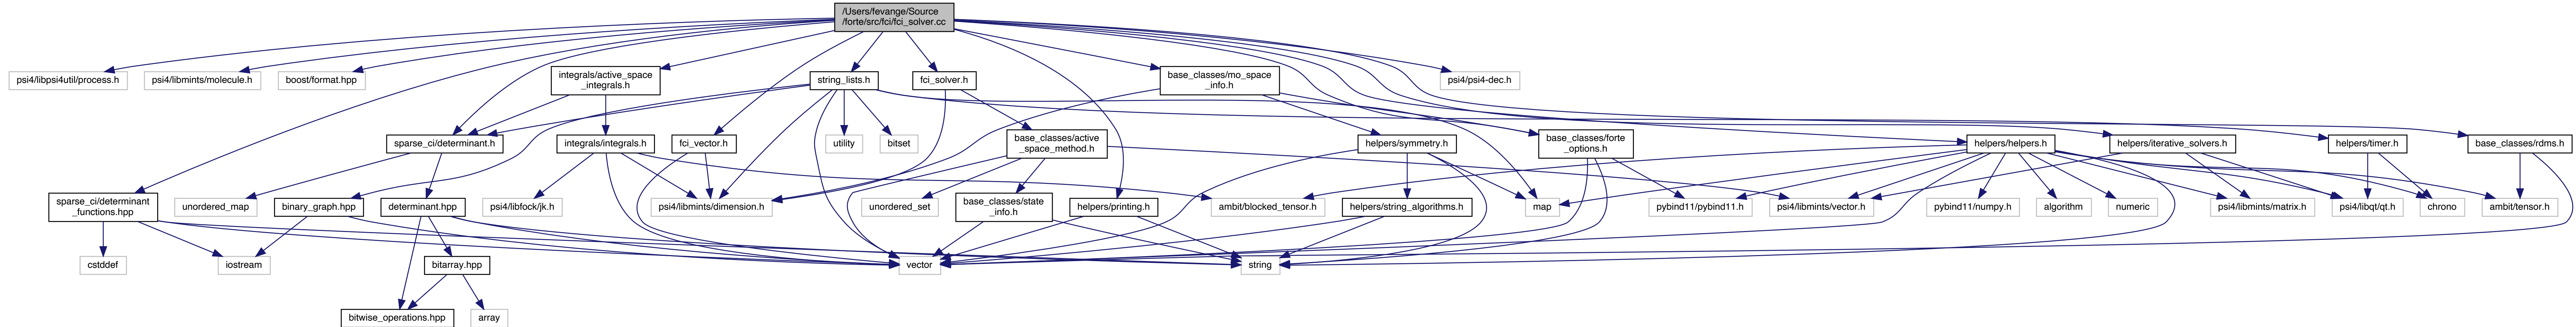 /Users/fevange/Source
/forte/src/fci/fci_solver.cc
psi4/libpsi4util/process.h
psi4/libmints/molecule.h
boost/format.hpp
integrals/active_space
_integrals.h
string_lists.h
fci_solver.h
base_classes/mo_space
_info.h
psi4/psi4-dec.h
sparse_ci/determinant.h
integrals/integrals.h
fci_vector.h
utility
bitset
base_classes/active
_space_method.h
helpers/symmetry.h
base_classes/forte
_options.h
helpers/helpers.h
helpers/iterative_solvers.h
helpers/timer.h
base_classes/rdms.h
sparse_ci/determinant
_functions.hpp
unordered_map
binary_graph.hpp
determinant.hpp
psi4/libfock/jk.h
psi4/libmints/dimension.h
unordered_set
base_classes/state
_info.h
helpers/printing.h
ambit/blocked_tensor.h
helpers/string_algorithms.h
map
pybind11/pybind11.h
psi4/libmints/vector.h
pybind11/numpy.h
algorithm
numeric
psi4/libmints/matrix.h
psi4/libqt/qt.h
chrono
ambit/tensor.h
cstddef
iostream
bitarray.hpp
vector
string
bitwise_operations.hpp
array